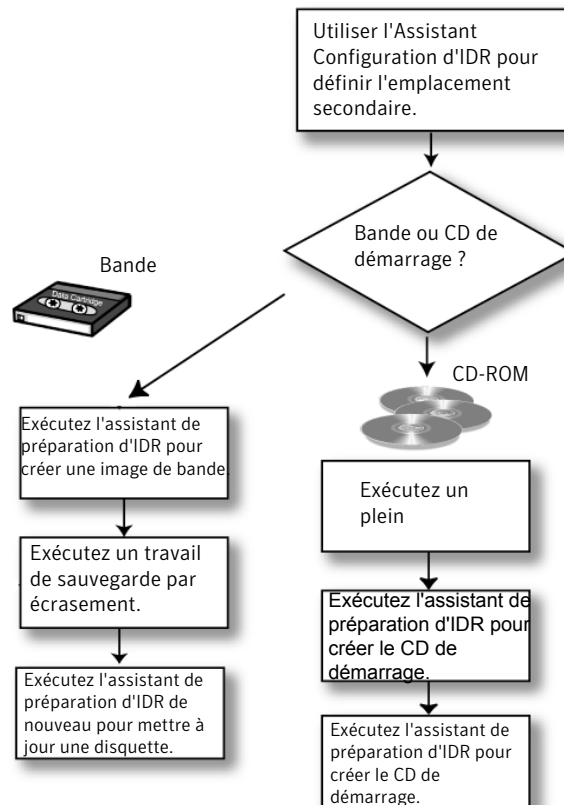 Utiliser l'Assistant
Configuration d'IDR pour
définir l'emplacement
secondaire.
Bande ou CD de
démarrage ?
Bande
Data Cartridge
CD-ROM
Exécutez l'assistant de
préparation d'IDR pour
créer une image de bande.
Exécutez un travail
de sauvegarde par
écrasement.
Exécutez l'assistant de
préparation d'IDR de
nouveau pour mettre à
jour une disquette.
Exécutez un
plein
Exécutez l'assistant de
préparation d'IDR pour
créer le CD de
démarrage.
Exécutez l'assistant de
préparation d'IDR pour
créer le CD de
démarrage.